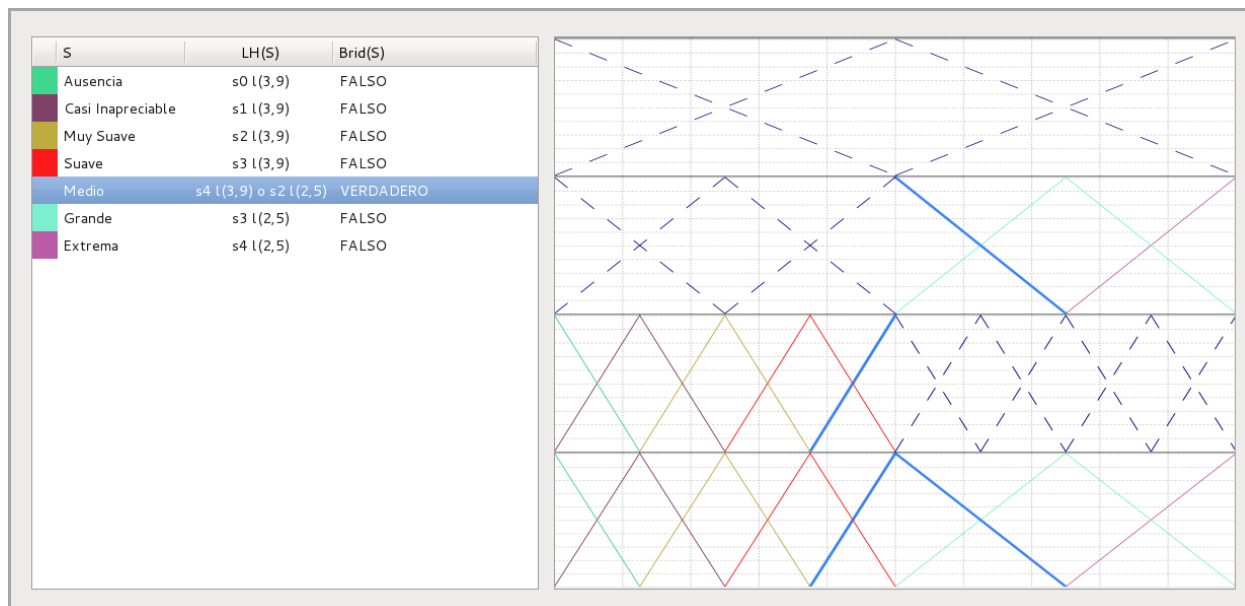 S LH(S) Brid(S)
Ausencia s0 l(3,9) FALSO
Casi Inapreciable s1 l(3,9) FALSO
Muy Suave s2 l(3,9) FALSO
Suave s3 l(3,9) FALSO
Medio s4 l(3,9) o s2 l(2,5) VERDADERO
Grande s3 l(2,5) FALSO
Extrema s4 l(2,5) FALSO